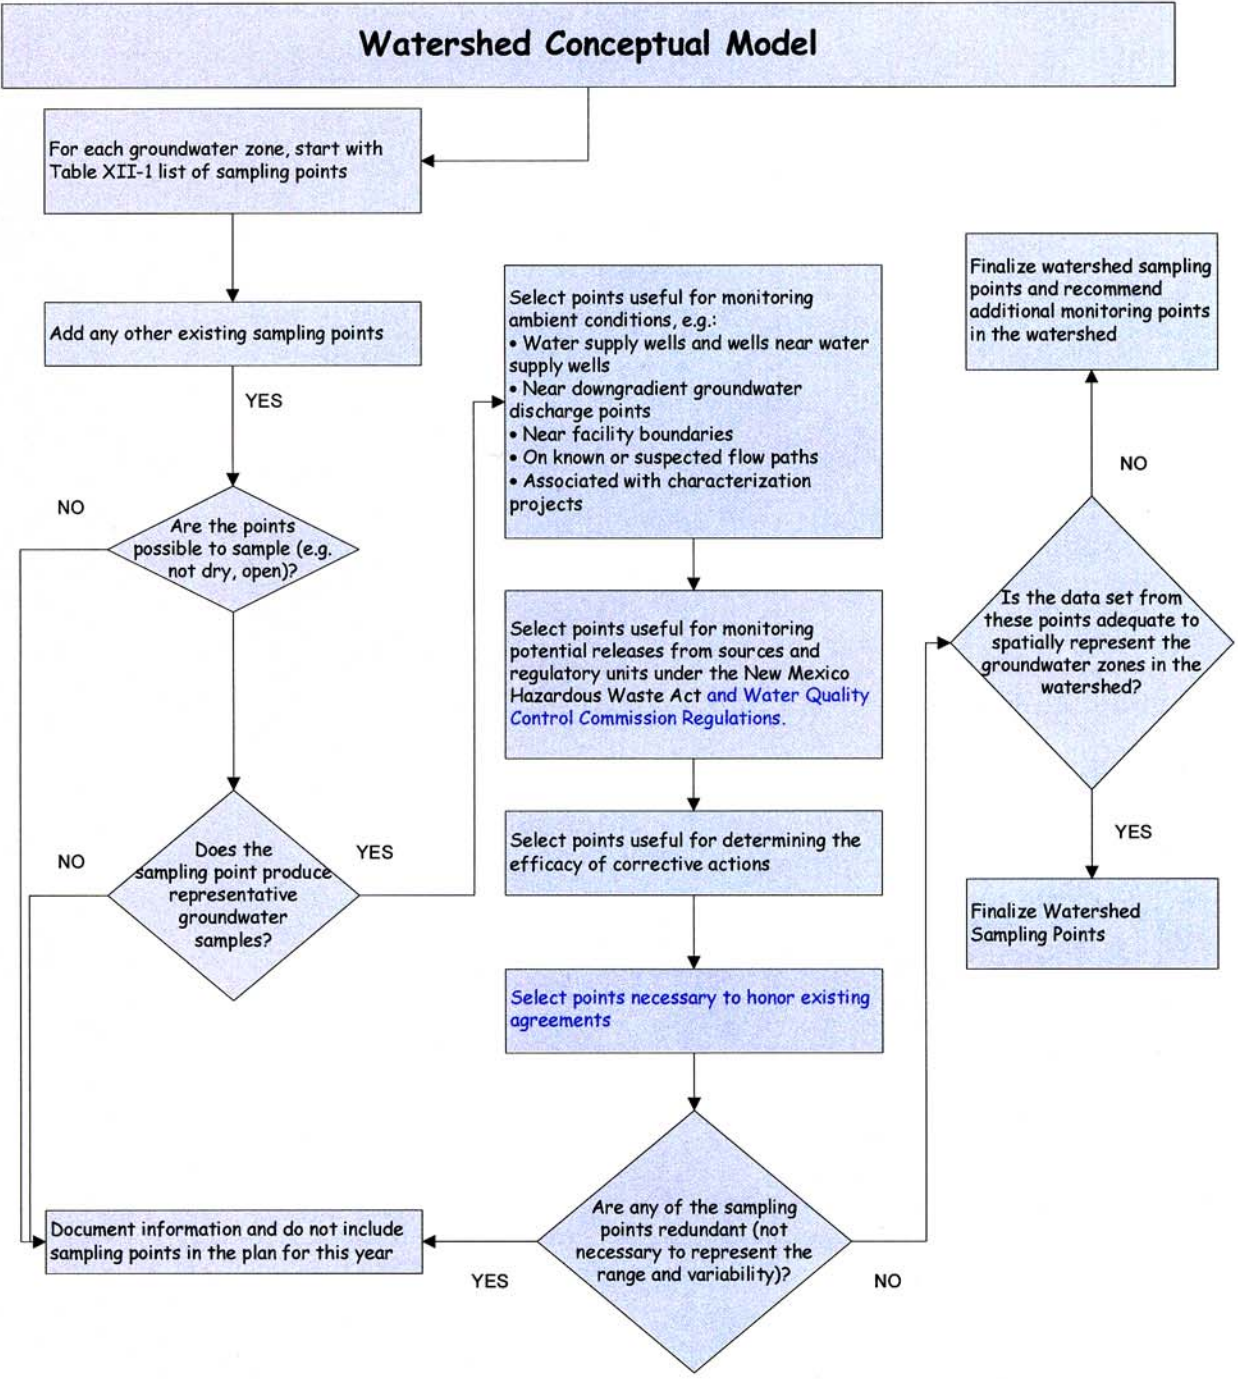 Watershed Conceptual Model
For each groundwater zone, start with
Table XII-1 list of sampling points
Add any other existing sampling points
YES
NO
Are the points
possible to sample (e.g.
not dry, open)?
NO
Does the
sampling point produce
representative
groundwater
samples?
YES
Document information and do not include
sampling points in the plan for this year
Select points useful for monitoring
ambient conditions, e.g.:
• Water supply wells and wells near water
supply wells
• Near downgradient groundwater
discharge points
• Near facility boundaries
• On known or suspected flow paths
• Associated with characterization
projects
Select points useful for monitoring
potential releases from sources and
regulatory units under the New Mexico
Hazardous Waste Act and Water Quality
Control Commission Regulations.
Select points useful for determining the
efficacy of corrective actions
Select points necessary to honor existing
agreements
Are any of the sampling
points redundant (not
necessary to represent the
range and variability)?
YES
NO
Finalize watershed sampling
points and recommend
additional monitoring points
in the watershed
NO
Is the data set from
these points adequate to
spatially represent the
groundwater zones in the
watershed?
YES
Finalize Watershed
Sampling Points